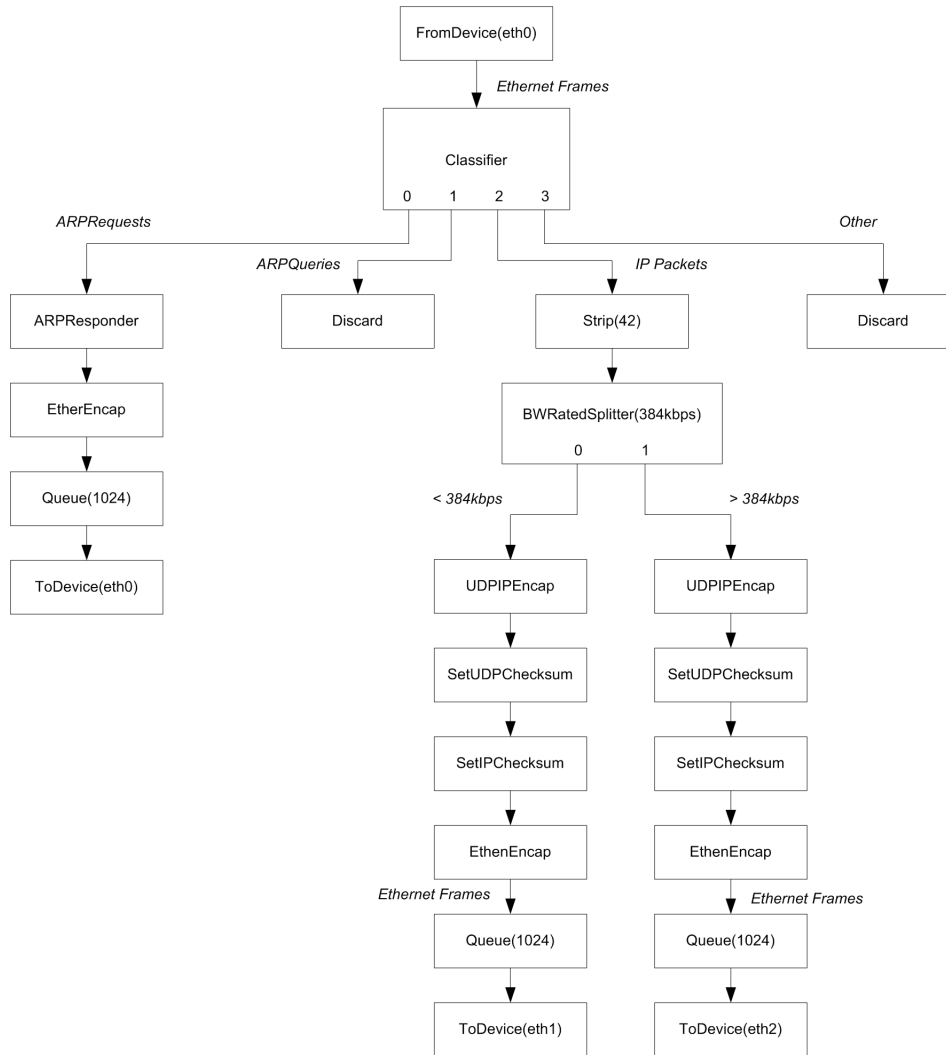 FromDevice(eth0)
Ethernet Frames
Classifier
0 1 2 3
ARPRequests
ARPQueries
IP Packets
Other
ARPResponder
Discard
Strip(42)
Discard
EtherEncap
BWRatedSplitter(384kbps)
0 1
Queue(1024)
< 384kbps
> 384kbps
ToDevice(eth0)
UDPIPEncap
UDPIPEncap
SetUDPChecksum
SetUDPChecksum
SetIPChecksum
SetIPChecksum
EthenEncap
EthenEncap
Ethernet Frames
Ethernet Frames
Queue(1024)
Queue(1024)
ToDevice(eth1)
ToDevice(eth2)